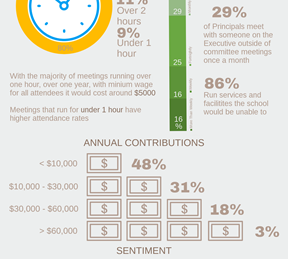 11%
Over 2
hours
9%
Under 1
hour
80%
With the majority of meetings running over
one hour, over one year, with minium wage
for all attendees it would cost around $5000
Meetings that run for under 1 hour have
higher attendance rates
29
25
16
16
%
29%
of Principals meet
with someone on the
Executive outside of
committee meetings
once a month
86%
Run services and
facilitites the school
would be unable to
ANNUAL CONTRIBUTIONS
< $10,000 $ 48%
$10,000 - $30,000 $ $ 31%
$30,000 - $60,000 $ $ $ 18%
> $60,000 $ $ $ $ 3%
SENTIMENT